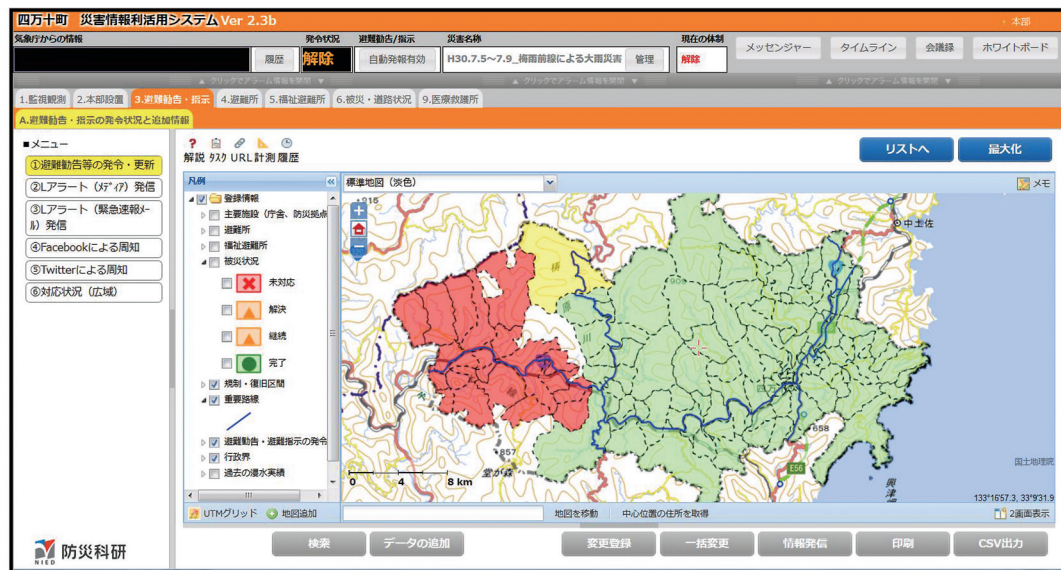 四万十町 災害情報利活用システム Ver 2.3b
・本部
気象庁からの情報
発令状況
避難勧告/指示
災害名称
現在の体制
履歴
解除
自動発報有効
H30.7.5～7.9_梅雨前線による大雨災害
管理
解除
メッセンジャー
タイムライン
会議録
ホワイトボード
▲ クリックでアラーム情報を開閉 ▼
▲ クリックでアラーム情報を開閉 ▼
▲ クリックでアラーム情報を開閉 ▼
1.監視観測
2.本部設置
3.避難勧告・指示
4.避難所
5.福祉避難所
6.被災・道路状況
9.医療救護所
A.避難勧告・指示の発令状況と追加情報
■メニュー
①避難勧告等の発令・更新
②Lアラート（ﾒﾃﾞｨｱ）発信
③Lアラート（緊急速報ﾒｰﾙ）発信
④Facebookによる周知
⑤Twitterによる周知
⑥対応状況（広域）
解説 ﾀｽｸ URL 計測 履歴
リストへ
最大化
凡例
標準地図（淡色）
メモ
登録情報
主要施設（庁舎、防災拠点
避難所
福祉避難所
被災状況
未対応
解決
継続
完了
規制・復旧区間
重要路線
避難勧告・避難指示の発令
行政界
過去の浸水実績
・915
中土佐
梼
原
川
906
四万
658
・857
堂が森
E56
興
津
0 4 8 km
国土地理院
133°16'57.3, 33°9'31.9
UTMグリッド
地図追加
地図を移動
中心位置の住所を取得
2画面表示
検索
データの追加
変更登録
一括変更
情報発信
印刷
CSV出力
防災科研
NIED